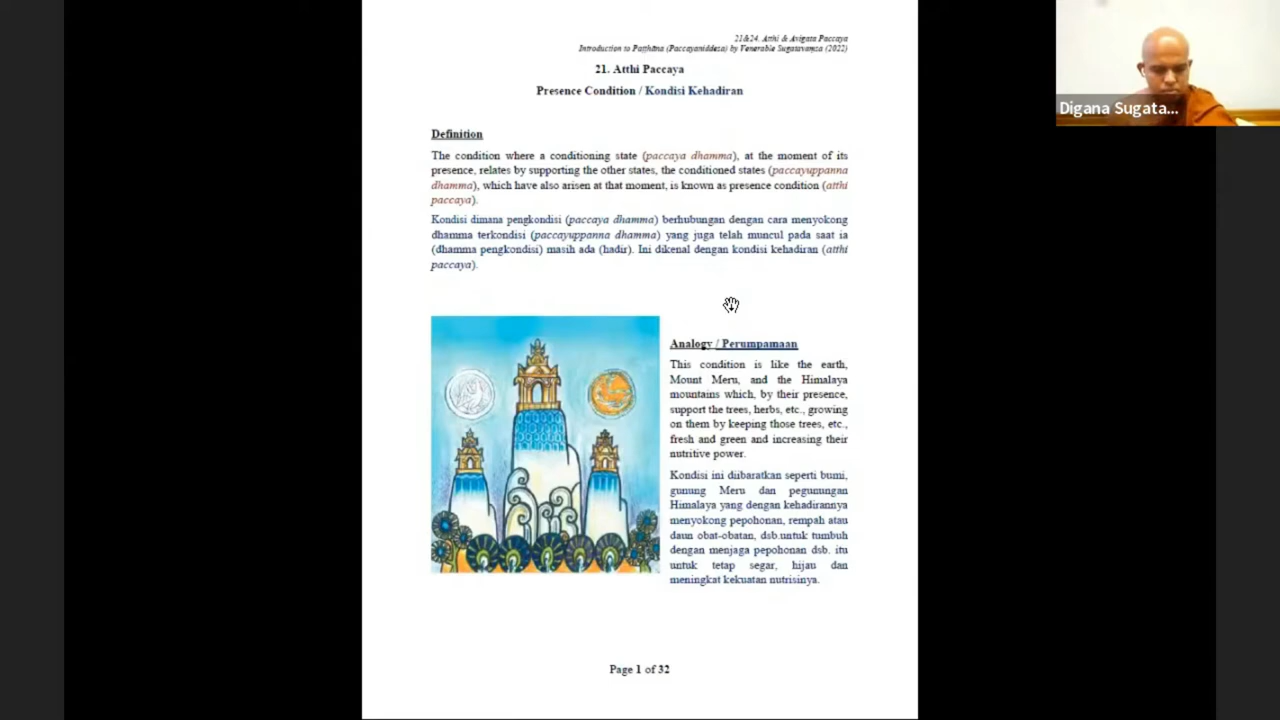 21&24. Atthi & Avigata Paccaya
Introduction to Paṭṭhāna (Paccayaniddesa) by Venerable Sugatavaṃsa (2022)
21. Atthi Paccaya
Presence Condition / Kondisi Kehadiran
Digana Sugata...
Definition
The condition where a conditioning state (paccaya dhamma), at the moment of its
presence, relates by supporting the other states, the conditioned states (paccayuppanna
dhamma), which have also arisen at that moment, is known as presence condition (atthi
paccaya).
Kondisi dimana pengkondisi (paccaya dhamma) berhubungan dengan cara menyokong
dhamma terkondisi (paccayuppanna dhamma) yang juga telah muncul pada saat ia
(dhamma pengkondisi) masih ada (hadir). Ini dikenal dengan kondisi kehadiran (atthi
paccaya).
Analogy / Perumpamaan
This condition is like the earth,
Mount Meru, and the Himalaya
mountains which, by their presence,
support the trees, herbs, etc., growing
on them by keeping those trees, etc.,
fresh and green and increasing their
nutritive power.
Kondisi ini diibaratkan seperti bumi,
gunung Meru dan pegunungan
Himalaya yang dengan kehadirannya
menyokong pepohonan, rempah atau
daun obat-obatan, dsb.untuk tumbuh
dengan menjaga pepohonan dsb. itu
untuk tetap segar, hijau dan
meningkat kekuatan nutrisinya.
Page 1 of 32